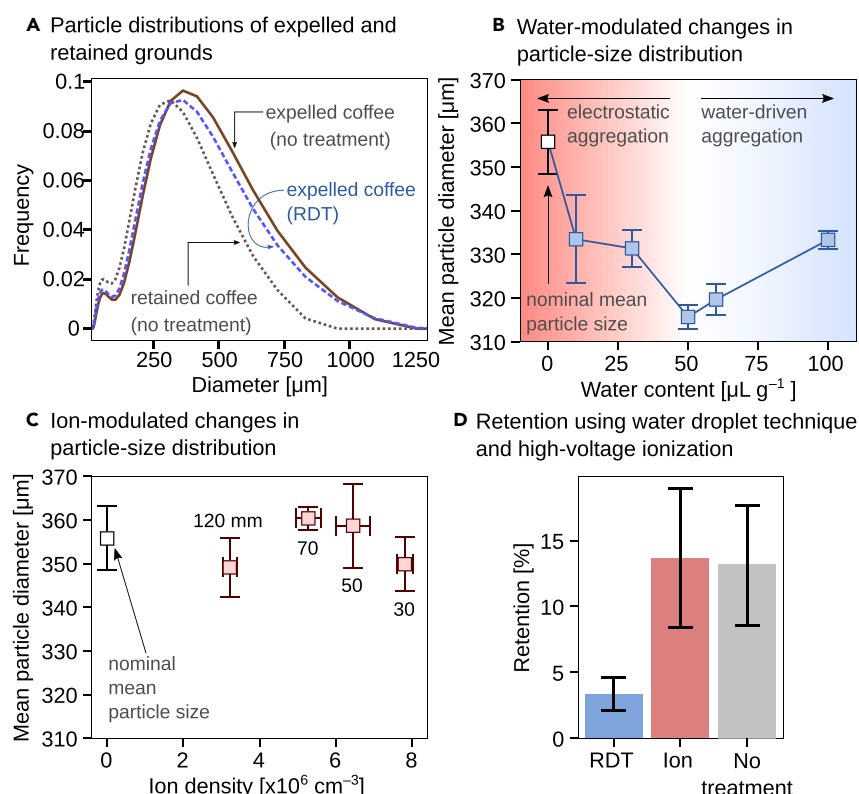 A Particle distributions of expelled and
retained grounds
Frequency
0.1
0.08
0.06
0.04
0.02
0
expelled coffee
(no treatment)
expelled coffee
(RDT)
retained coffee
(no treatment)
250
500
750
1000
1250
Diameter [µm]
B Water-modulated changes in
particle-size distribution
Mean particle diameter [µm]
370
360
350
340
330
320
310
electrostatic
aggregation
water-driven
aggregation
nominal mean
particle size
0
25
50
75
100
Water content [µL g⁻¹ ]
C Ion-modulated changes in
particle-size distribution
Mean particle diameter [µm]
370
360
350
340
330
320
310
120 mm
70
50
30
nominal
mean
particle size
0
2
4
6
8
Ion density [x10⁶ cm⁻³]
D Retention using water droplet technique
and high-voltage ionization
Retention [%]
15
10
5
0
RDT
Ion
No
treatment